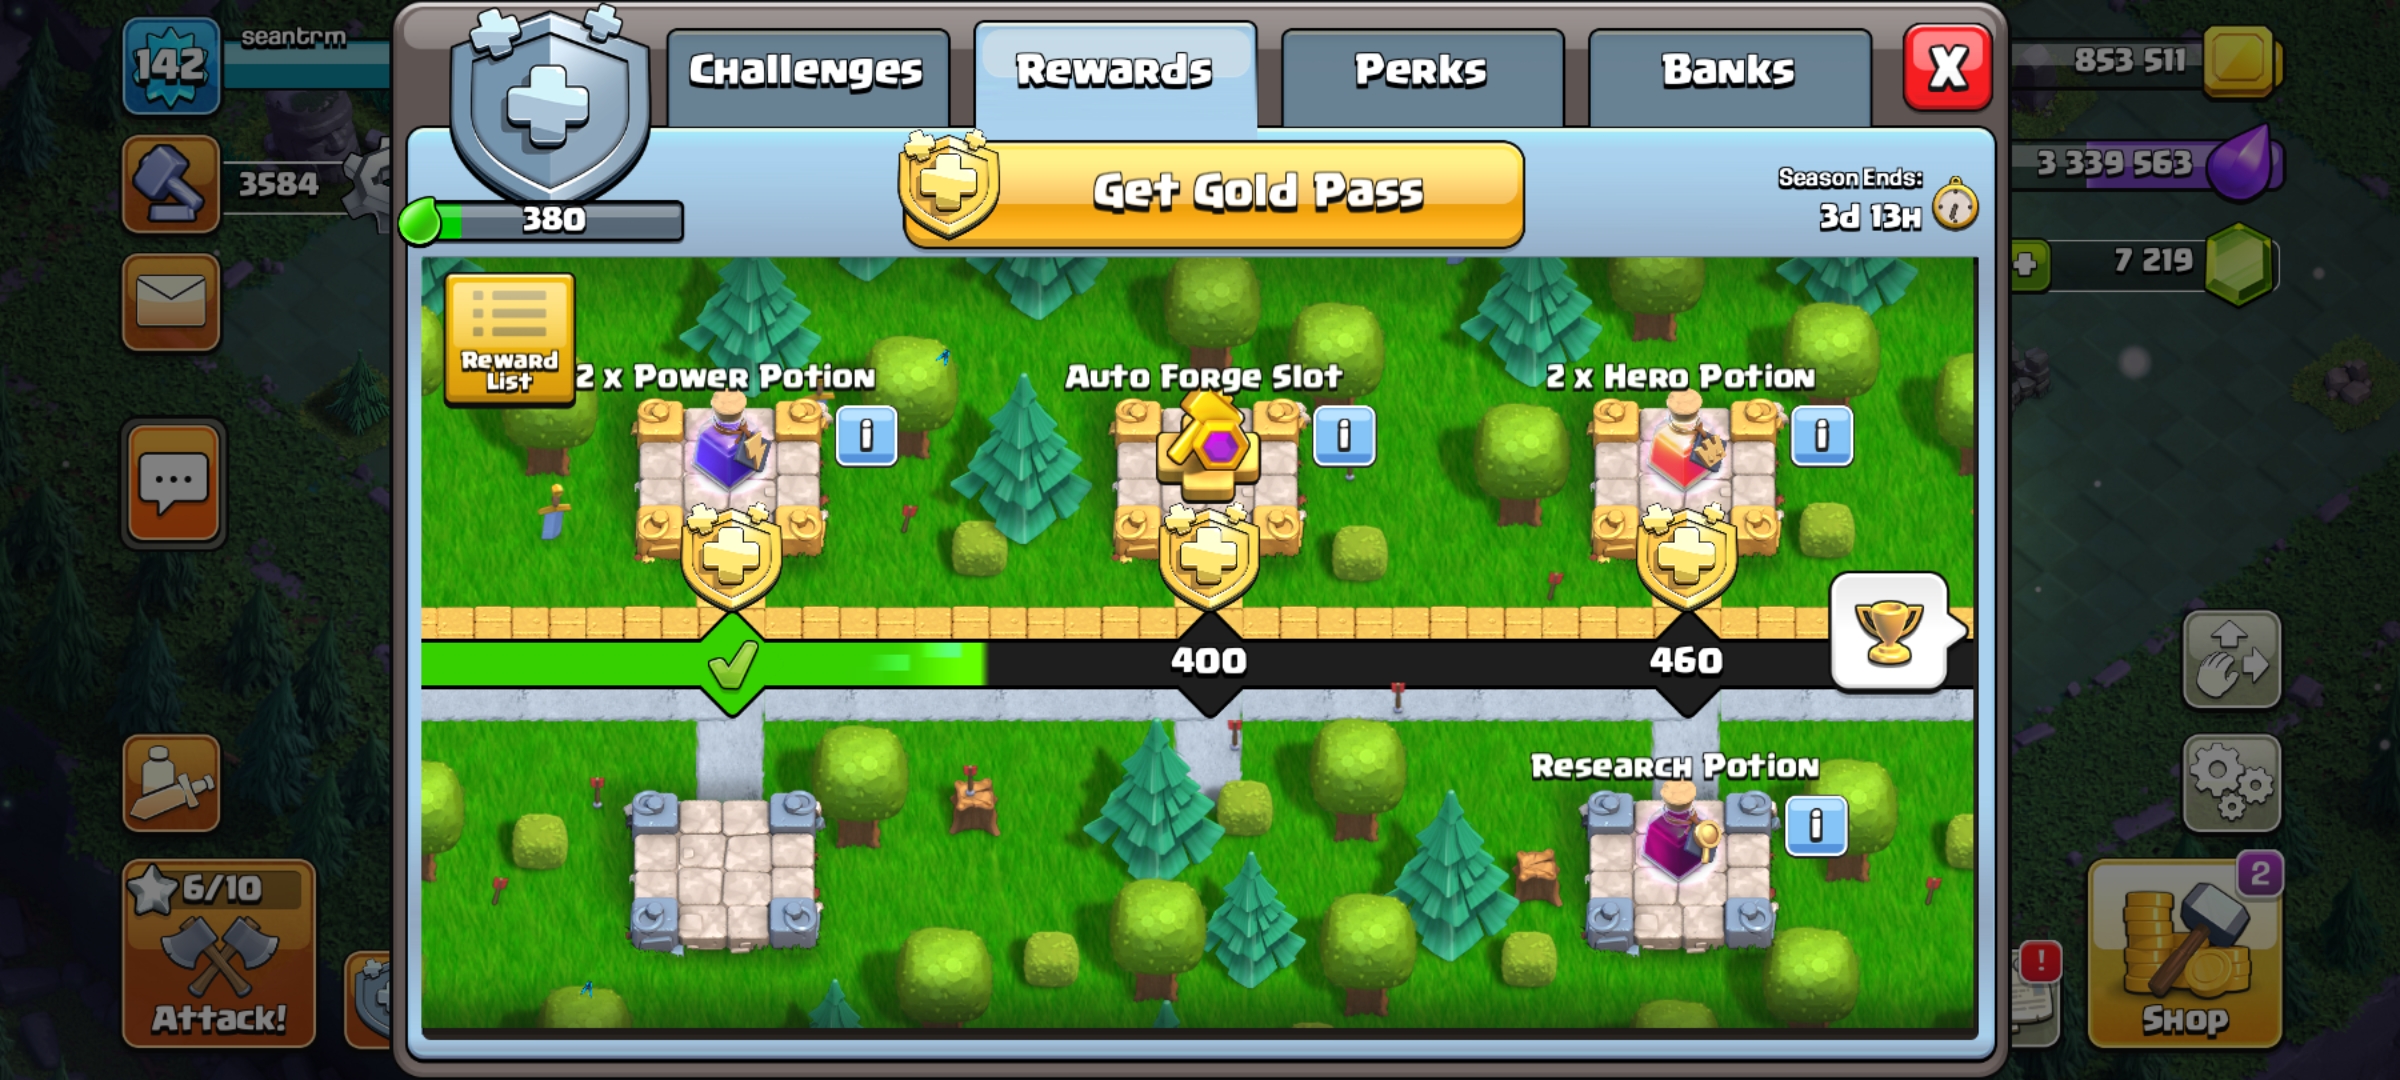 142
seantrm
Challenges
Rewards
Perks
Banks
X
853 511
3584
380
Get Gold Pass
Season Ends:
3d 13H
3 339 563
7 219
Reward
List
2 x Power Potion
Auto Forge Slot
2 x Hero Potion
i
i
i
400
460
Research Potion
i
6/10
Attack!
2
!
Shop